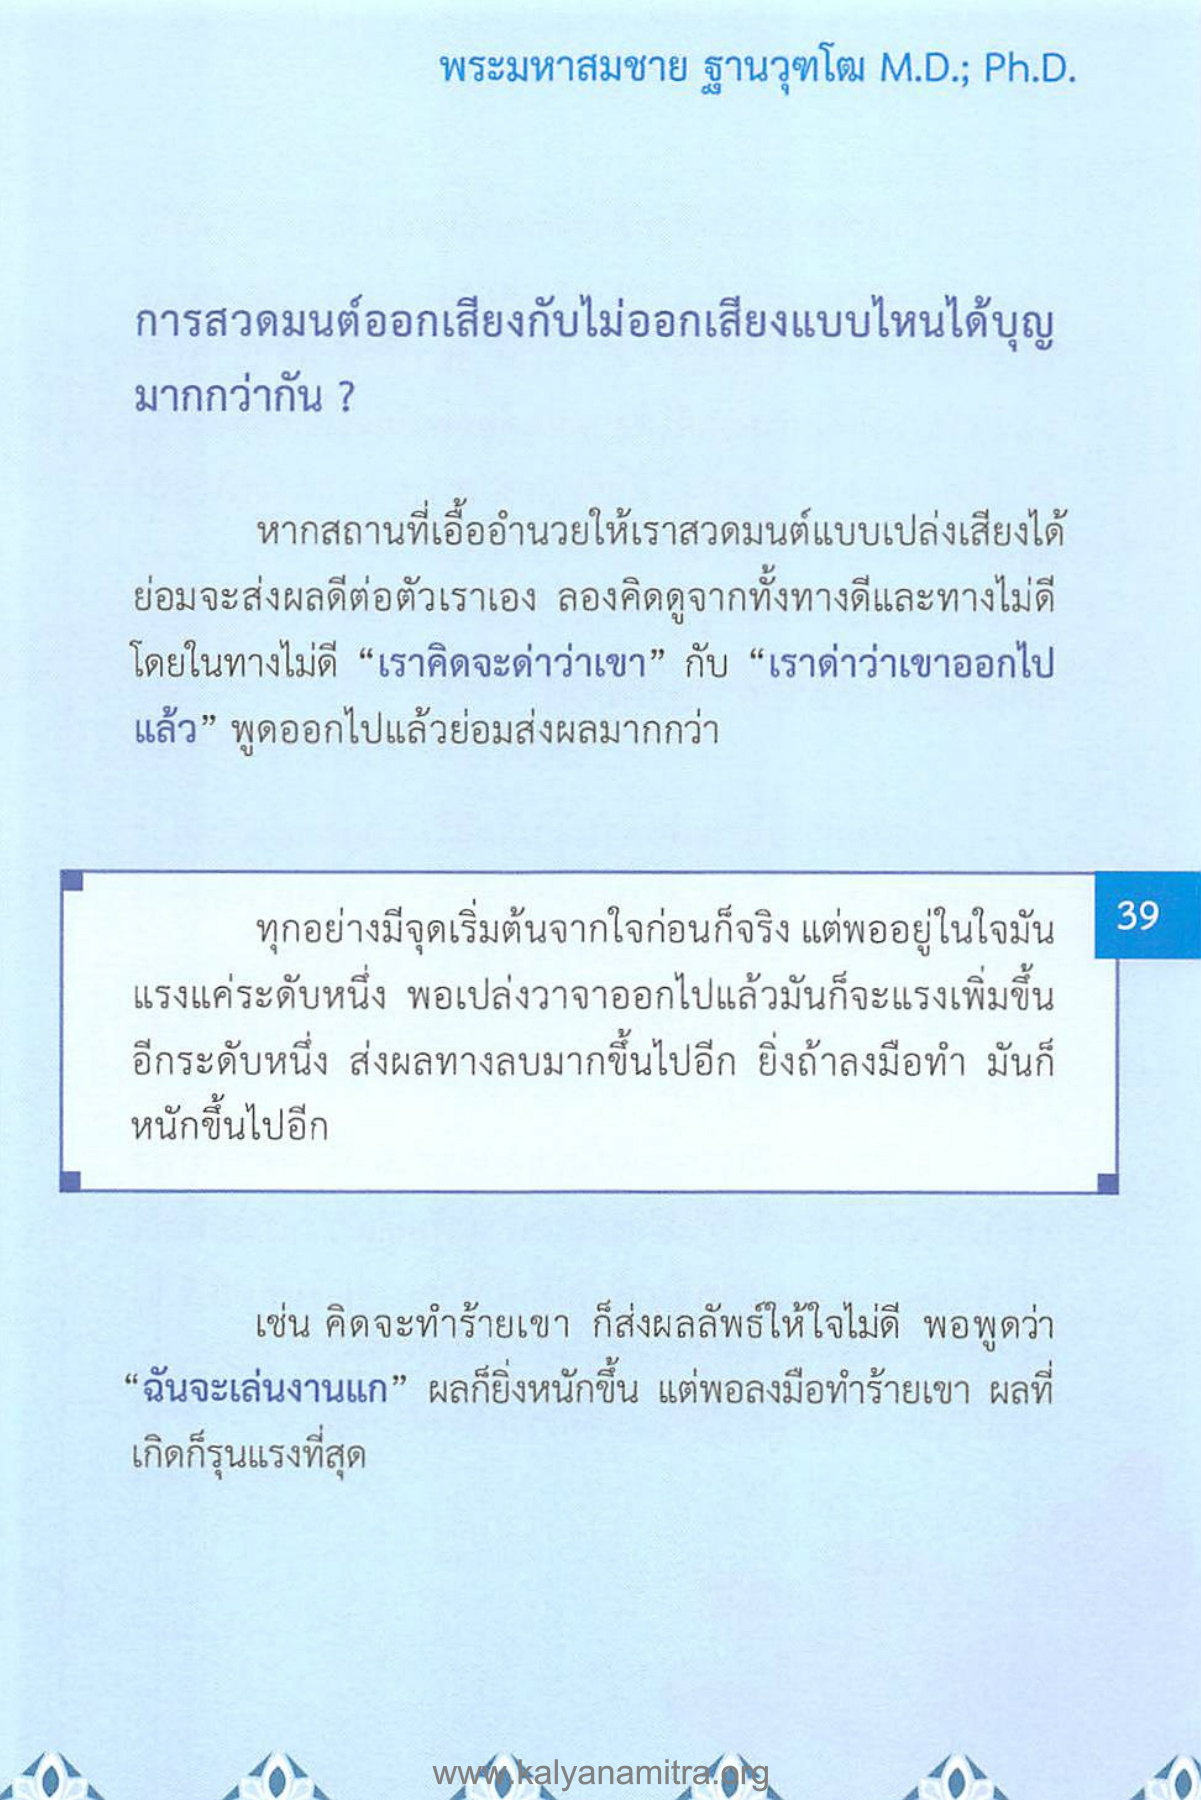 พระมหาสมชาย ฐานวุฑโฒ M.D.; Ph.D.
การสวดมนต์ออกเสียงกับไม่ออกเสียงแบบไหนได้บุญ
มากกว่ากัน ?
หากสถานที่เอื้ออำนวยให้เราสวดมนต์แบบเปล่งเสียงได้
ย่อมจะส่งผลดีต่อตัวเราเอง ลองคิดดูจากทั้งทางดีและทางไม่ดี
โดยในทางไม่ดี “เราคิดจะด่าว่าเขา” กับ “เราด่าว่าเขาออกไป
แล้ว” พูดออกไปแล้วย่อมส่งผลมากกว่า
39
ทุกอย่างมีจุดเริ่มต้นจากใจก่อนก็จริง แต่พออยู่ในใจมัน
แรงแค่ระดับหนึ่ง พอเปล่งวาจาออกไปแล้วมันก็จะแรงเพิ่มขึ้น
อีกระดับหนึ่ง ส่งผลทางลบมากขึ้นไปอีก ยิ่งถ้าลงมือทำ มันก็
หนักขึ้นไปอีก
เช่น คิดจะทำร้ายเขา ก็ส่งผลลัพธ์ให้ใจไม่ดี พอพูดว่า
“ฉันจะเล่นงานแก” ผลก็ยิ่งหนักขึ้น แต่พอลงมือทำร้ายเขา ผลที่
เกิดก็รุนแรงที่สุด
www.kalyanamitra.org